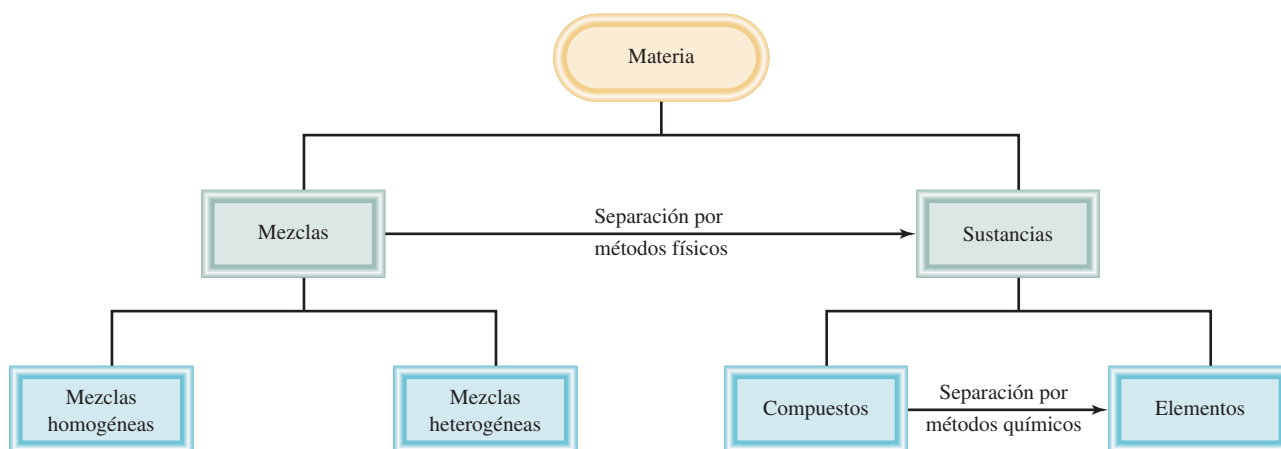 Materia
Mezclas
Separación por
métodos físicos
Sustancias
Mezclas
homogéneas
Mezclas
heterogéneas
Compuestos
Separación por
métodos químicos
Elementos